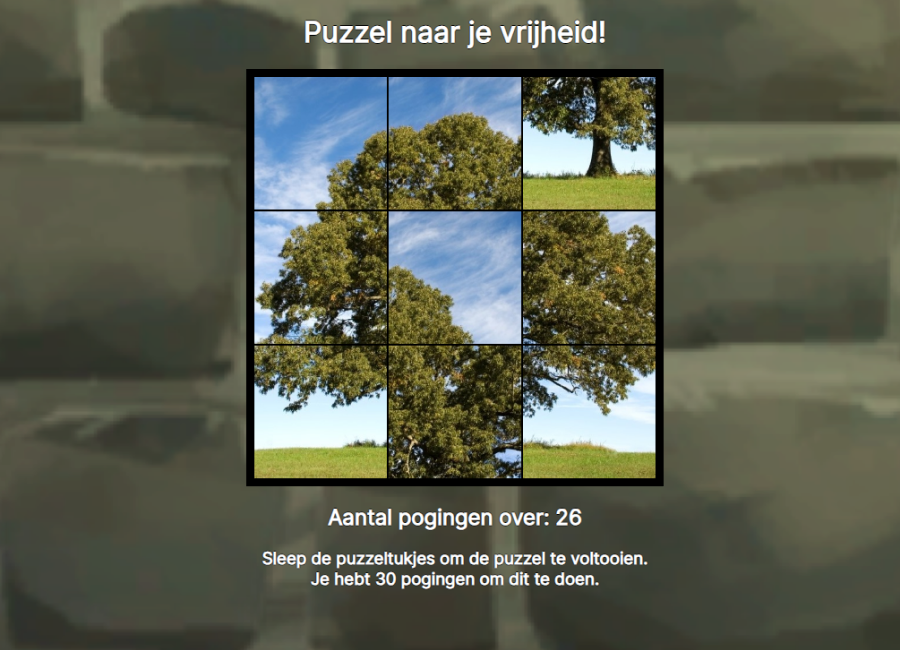 Puzzel naar je vrijheid!
Aantal pogingen over: 26
Sleep de puzzeltukjes om de puzzel te voltooien.
Je hebt 30 pogingen om dit te doen.